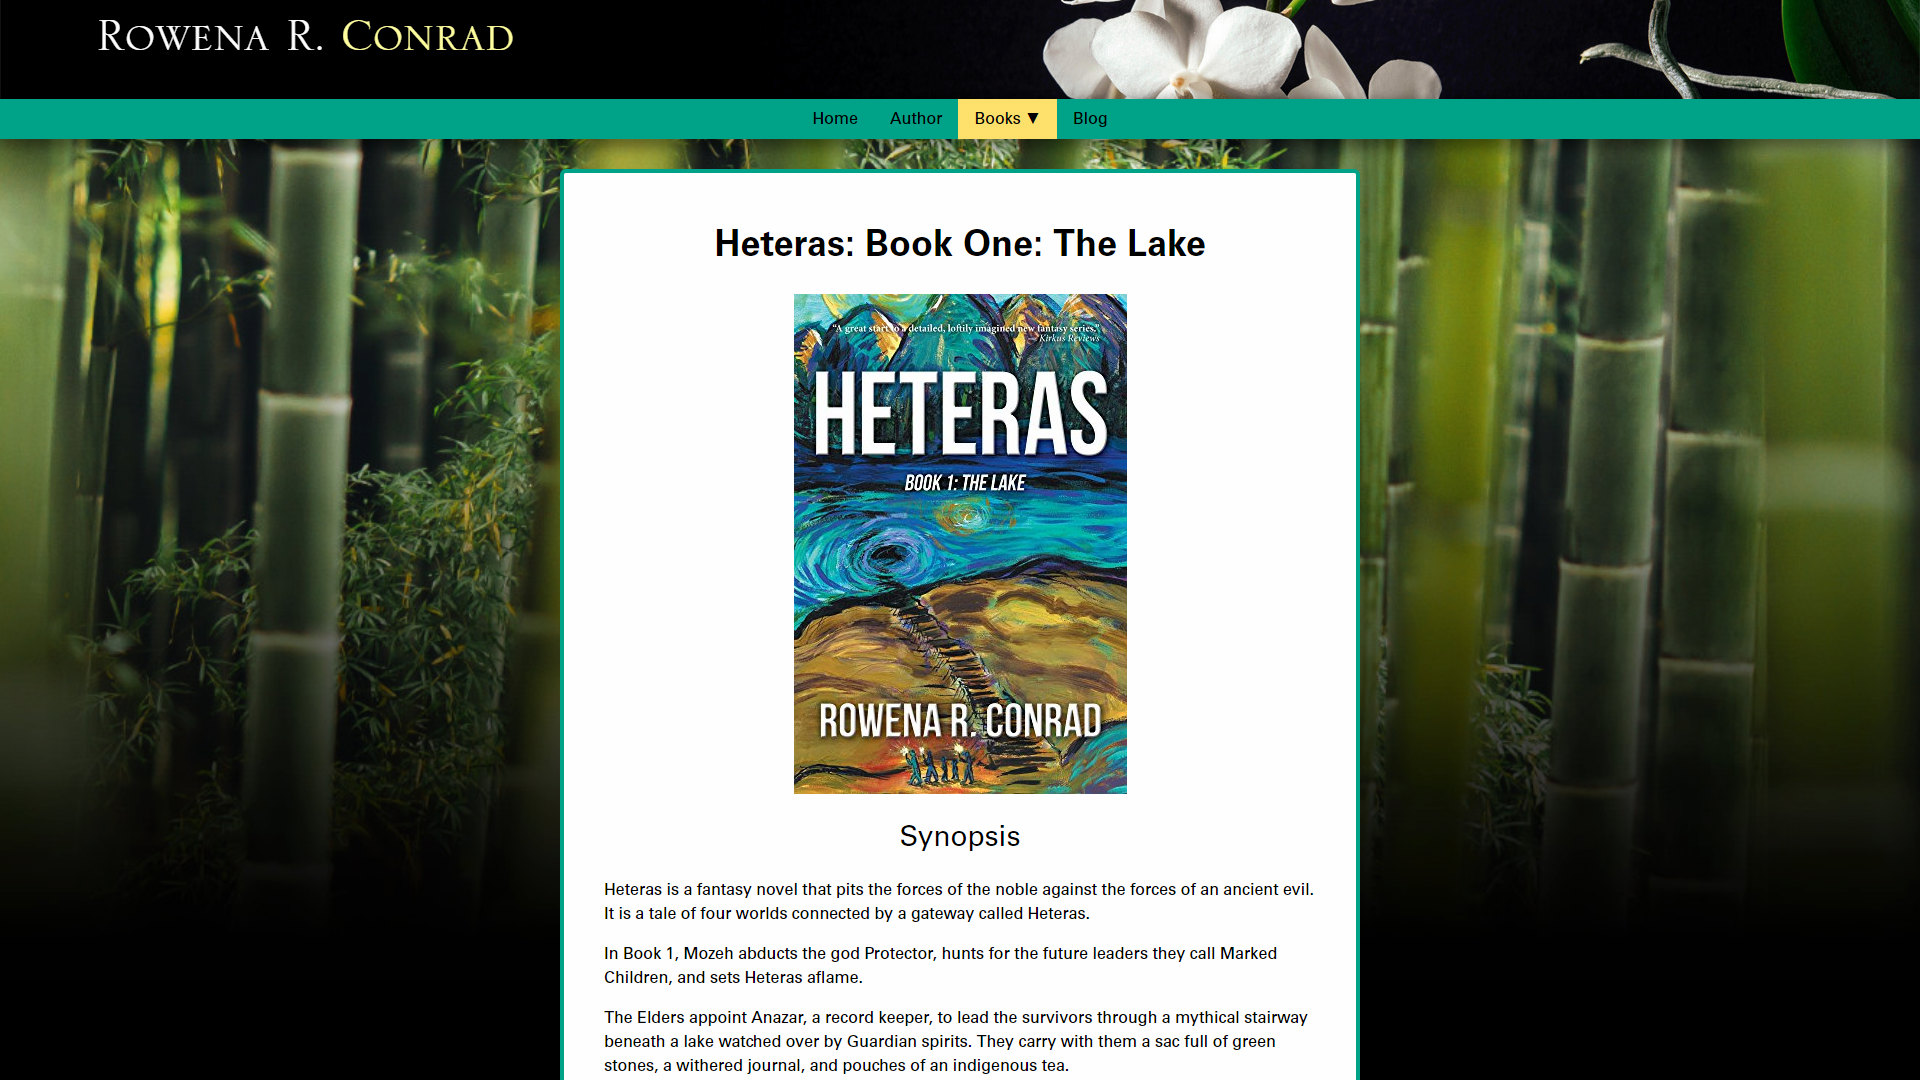 Rowena R. Conrad
Home Author Books ▼ Blog
Heteras: Book One: The Lake
"A great start to a detailed, loftily imagined new fantasy series."
Kirkus Reviews
HETERAS
BOOK 1: THE LAKE
ROWENA R. CONRAD
Synopsis
Heteras is a fantasy novel that pits the forces of the noble against the forces of an ancient evil.
It is a tale of four worlds connected by a gateway called Heteras.
In Book 1, Mozeh abducts the god Protector, hunts for the future leaders they call Marked
Children, and sets Heteras aflame.
The Elders appoint Anazar, a record keeper, to lead the survivors through a mythical stairway
beneath a lake watched over by Guardian spirits. They carry with them a sac full of green
stones, a withered journal, and pouches of an indigenous tea.